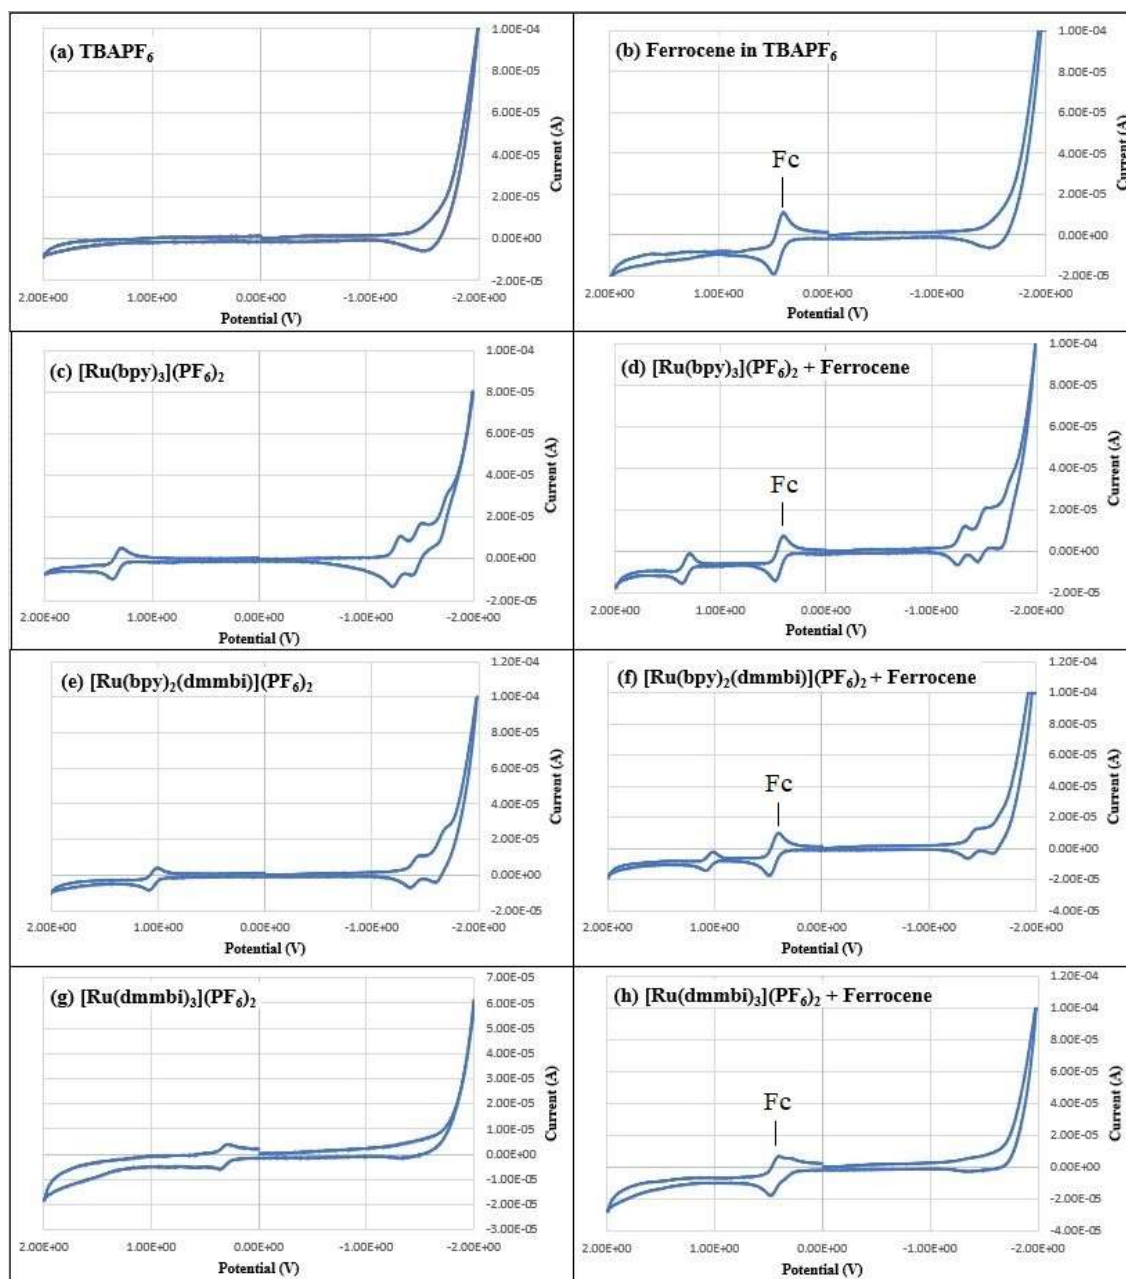 (a) TBAPF₆
1.00E-04
8.00E-05
6.00E-05
4.00E-05
2.00E-05
0.00E+00
-2.00E-05
Current (A)
2.00E+00 1.00E+00 0.00E+00 -1.00E+00 -2.00E+00
Potential (V)
(b) Ferrocene in TBAPF₆
Fc
1.00E-04
8.00E-05
6.00E-05
4.00E-05
2.00E-05
0.00E+00
-2.00E-05
Current (A)
2.00E+00 1.00E+00 0.00E+00 -1.00E+00 -2.00E+00
Potential (V)
(c) [Ru(bpy)₃](PF₆)₂
1.00E-04
8.00E-05
6.00E-05
4.00E-05
2.00E-05
0.00E+00
-2.00E-05
Current (A)
2.00E+00 1.00E+00 0.00E+00 -1.00E+00 -2.00E+00
Potential (V)
(d) [Ru(bpy)₃](PF₆)₂ + Ferrocene
Fc
1.00E-04
8.00E-05
6.00E-05
4.00E-05
2.00E-05
0.00E+00
-2.00E-05
Current (A)
2.00E+00 1.00E+00 0.00E+00 -1.00E+00 -2.00E+00
Potential (V)
(e) [Ru(bpy)₂(dmmbi)](PF₆)₂
1.20E-04
1.00E-04
8.00E-05
6.00E-05
4.00E-05
2.00E-05
0.00E+00
-2.00E-05
Current (A)
2.00E+00 1.00E+00 0.00E+00 -1.00E+00 -2.00E+00
Potential (V)
(f) [Ru(bpy)₂(dmmbi)](PF₆)₂ + Ferrocene
Fc
1.20E-04
1.00E-04
8.00E-05
6.00E-05
4.00E-05
2.00E-05
0.00E+00
-2.00E-05
-4.00E-05
Current (A)
2.00E+00 1.00E+00 0.00E+00 -1.00E+00 -2.00E+00
Potential (V)
(g) [Ru(dmmbi)₃](PF₆)₂
7.00E-05
6.00E-05
5.00E-05
4.00E-05
3.00E-05
2.00E-05
1.00E-05
0.00E+00
-1.00E-05
-2.00E-05
-3.00E-05
Current (A)
2.00E+00 1.00E+00 0.00E+00 -1.00E+00 -2.00E+00
Potential (V)
(h) [Ru(dmmbi)₃](PF₆)₂ + Ferrocene
Fc
1.20E-04
1.00E-04
8.00E-05
6.00E-05
4.00E-05
2.00E-05
0.00E+00
-2.00E-05
-4.00E-05
Current (A)
2.00E+00 1.00E+00 0.00E+00 -1.00E+00 -2.00E+00
Potential (V)